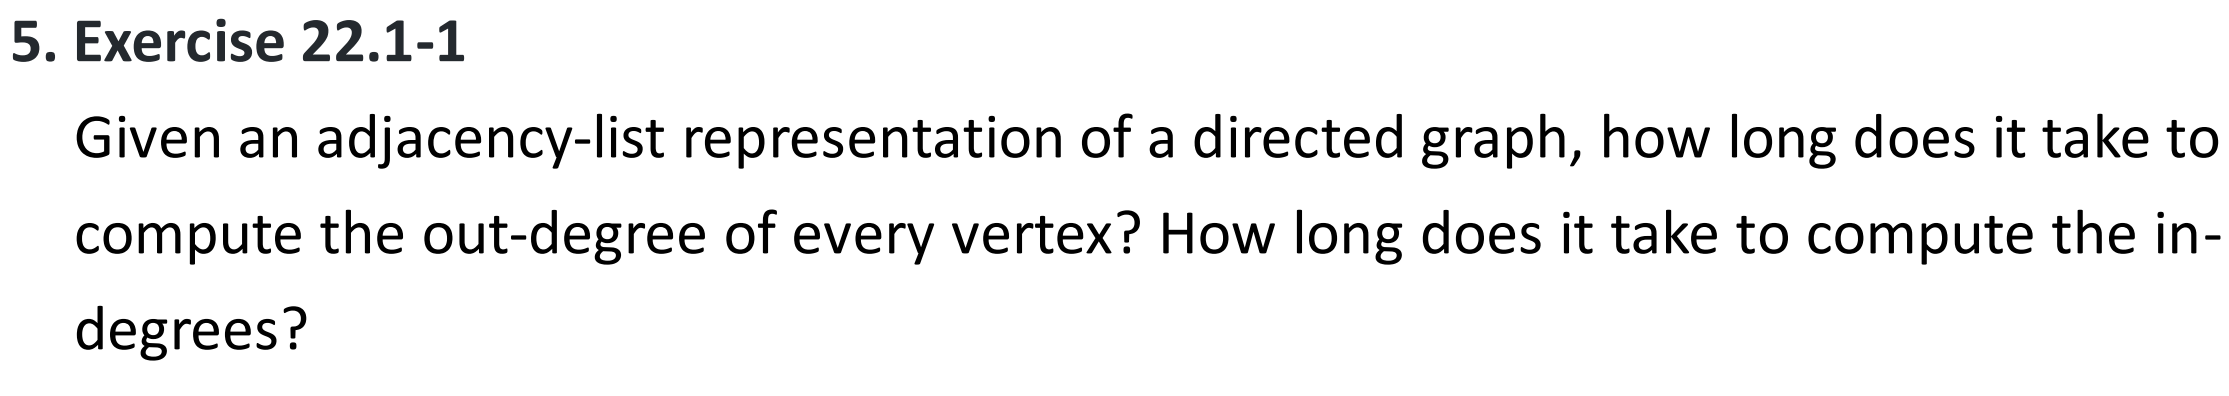 5. Exercise 22.1-1
Given an adjacency-list representation of a directed graph, how long does it take to
compute the out-degree of every vertex? How long does it take to compute the in-
degrees?